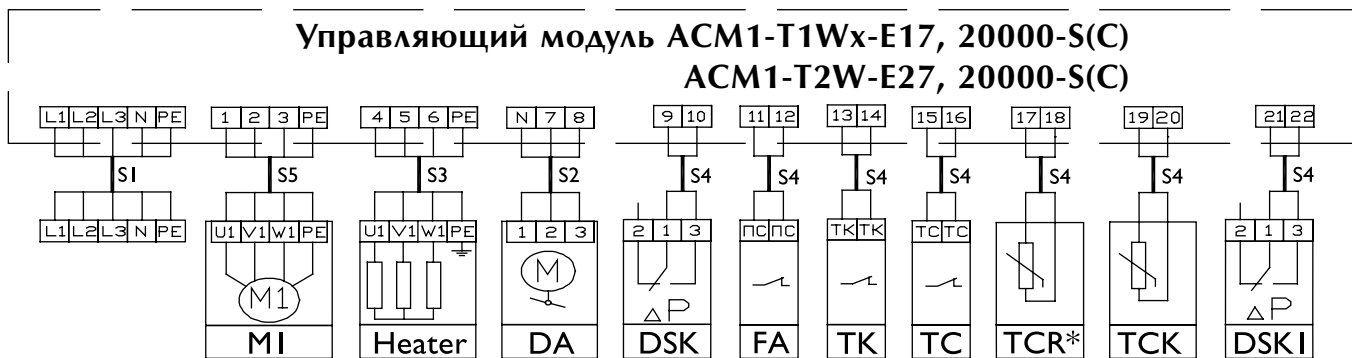 Управляющий модуль ACM1-T1Wx-E17, 20000-S(C)
ACM1-T2W-E27, 20000-S(C)
L1 L2 L3 N PE 1 2 3 PE 4 5 6 PE N 7 8 9 10 11 12 13 14 15 16 17 18 19 20 21 22
S1 S5 S3 S2 S4 S4 S4 S4 S4 S4 S4
L1 L2 L3 N PE U1 V1 W1 PE U1 V1 W1 PE 1 2 3 2 1 3 ПС ПС ТК ТК ТС ТС 2 1 3
M1 M △P △P
M1 Heater DA DSK FA TK TC TCR* TCK DSK1